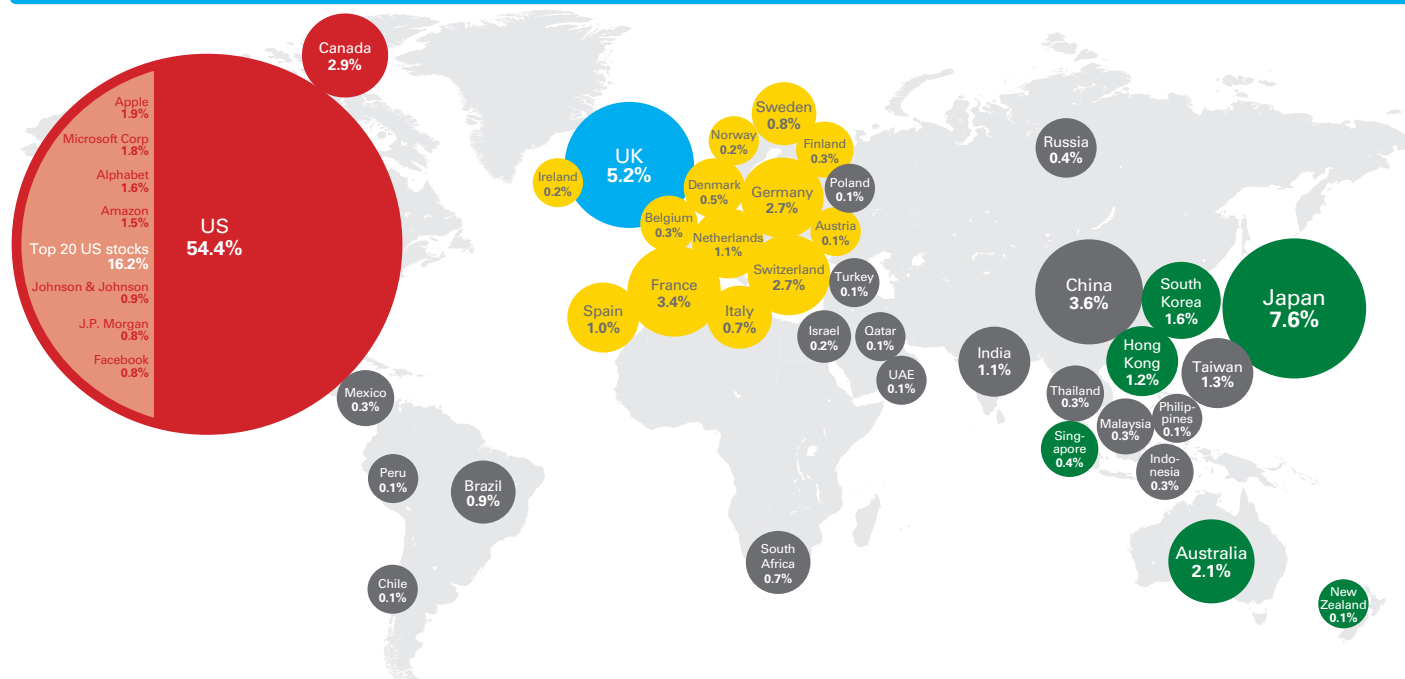 Canada
2.9%
Apple
1.9%
Microsoft Corp
1.8%
Alphabet
1.6%
Amazon
1.5%
Top 20 US stocks
16.2%
Johnson & Johnson
0.9%
J.P. Morgan
0.8%
Facebook
0.8%
US
54.4%
Mexico
0.3%
Peru
0.1%
Brazil
0.9%
Chile
0.1%
UK
5.2%
Ireland
0.2%
Sweden
0.8%
Norway
0.2%
Finland
0.3%
Denmark
0.5%
Germany
2.7%
Poland
0.1%
Belgium
0.3%
Netherlands
1.1%
Austria
0.1%
France
3.4%
Switzerland
2.7%
Spain
1.0%
Italy
0.7%
Turkey
0.1%
Israel
0.2%
Qatar
0.1%
UAE
0.1%
South
Africa
0.7%
Russia
0.4%
India
1.1%
China
3.6%
South
Korea
1.6%
Japan
7.6%
Hong
Kong
1.2%
Taiwan
1.3%
Thailand
0.3%
Malaysia
0.3%
Philip-
pines
0.1%
Sing-
apore
0.4%
Indo-
nesia
0.3%
Australia
2.1%
New
Zealand
0.1%